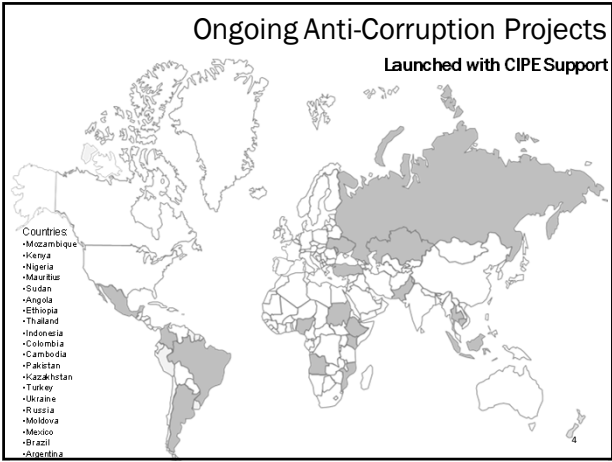 Ongoing Anti-Corruption Projects
Launched with CIPE Support
Countries:
•Mozambique
•Kenya
•Nigeria
•Mauritius
•Sudan
•Angola
•Ethiopia
•Thailand
•Indonesia
•Colombia
•Cambodia
•Pakistan
•Kazakhstan
•Turkey
•Ukraine
•Russia
•Moldova
•Mexico
•Brazil
•Argentina
4